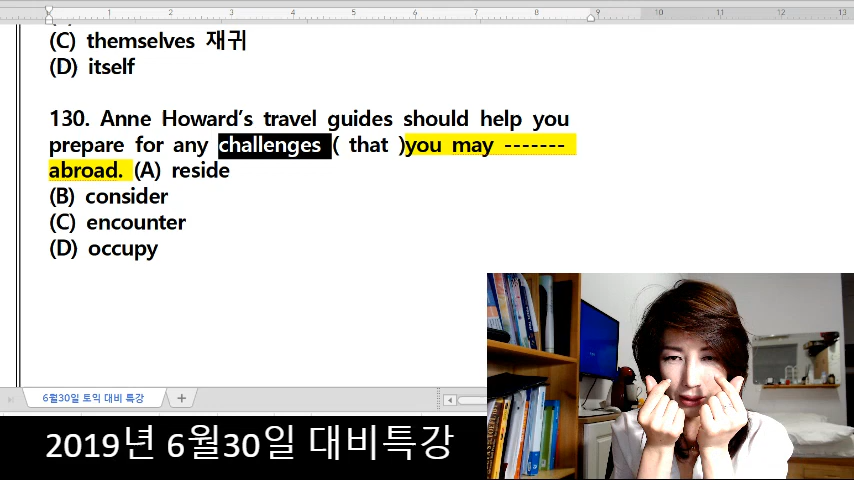 (C) themselves 재귀
(D) itself
130. Anne Howard's travel guides should help you
prepare for any challenges ( that )you may -------
abroad. (A) reside
(B) consider
(C) encounter
(D) occupy
6월30일 토익 대비 특강
2019년 6월30일 대비특강